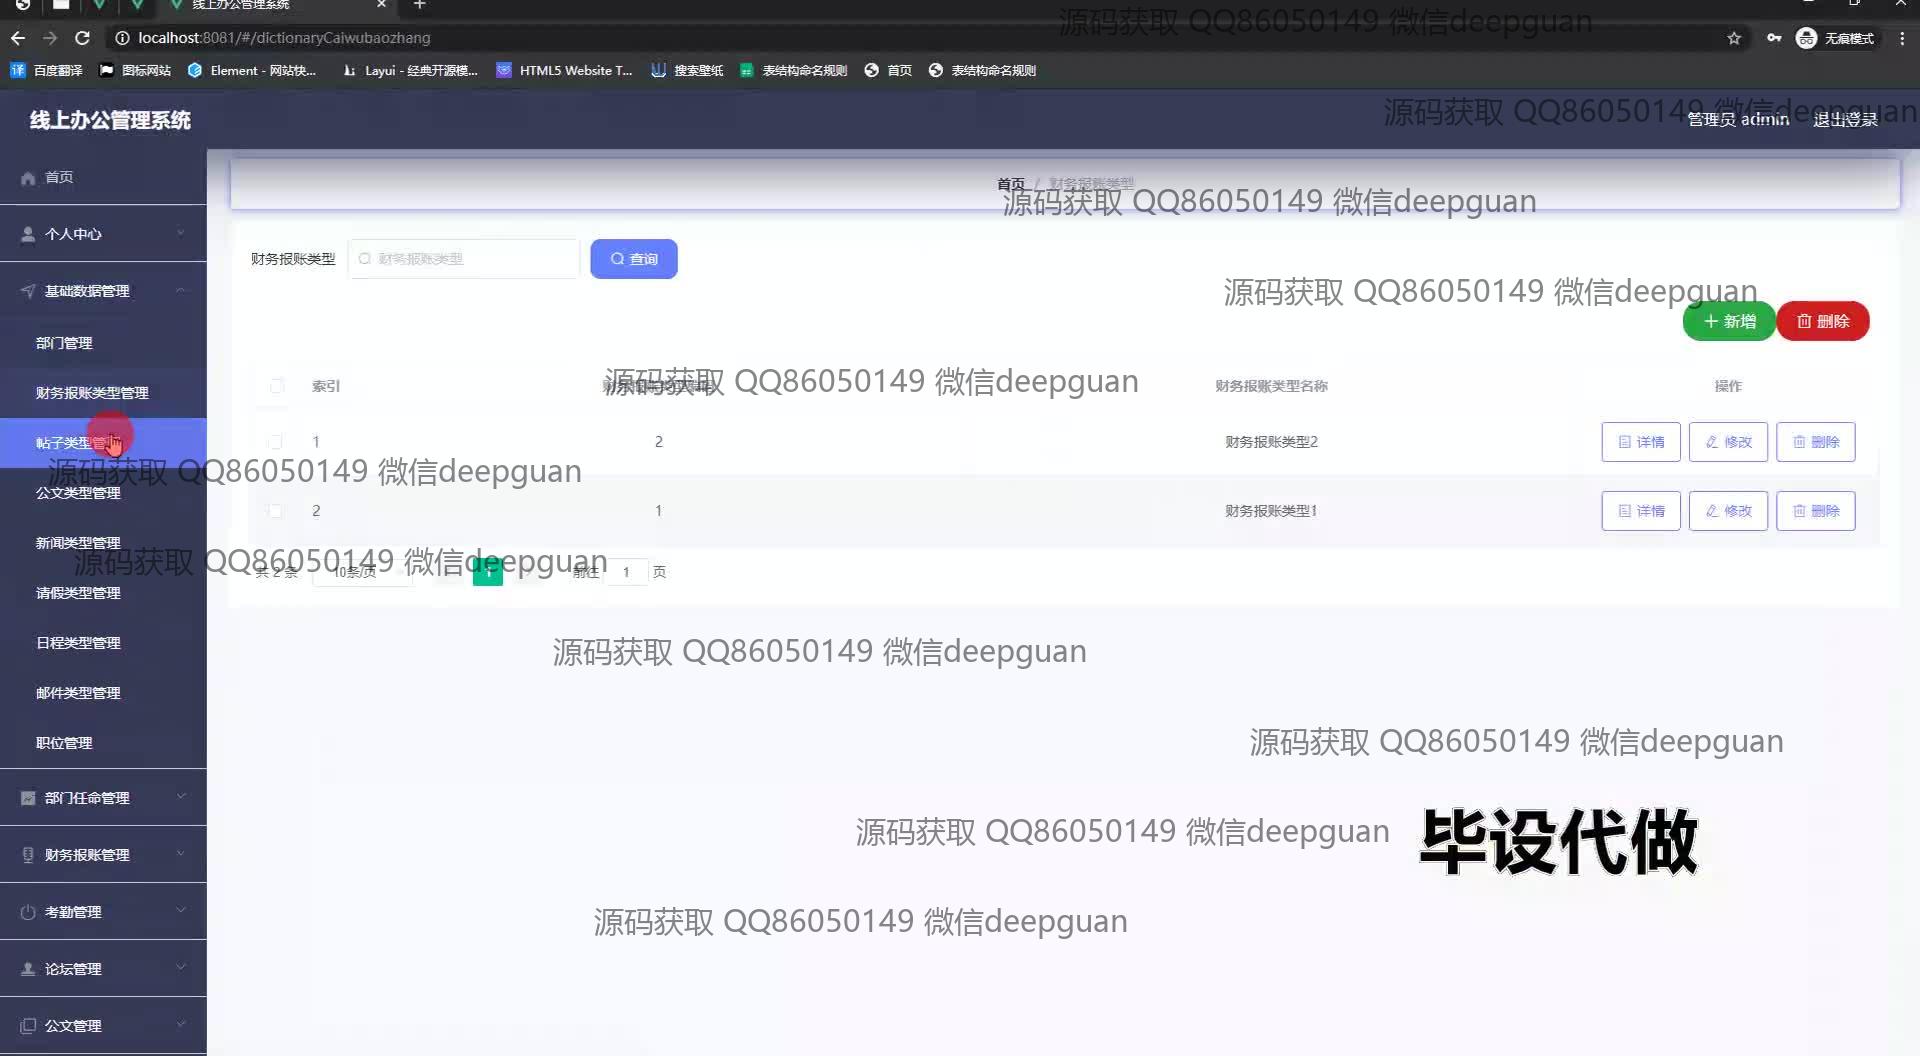 线上办公管理系统
localhost:8081/#/dictionaryCaiwubaozhang
无痕模式
源码获取 QQ86050149 微信deepguan
百度翻译
图标网站
Element - 网站快...
Layui - 经典开源模...
HTML5 Website T...
搜索壁纸
表结构命名规则
首页
表结构命名规则
线上办公管理系统
源码获取 QQ86050149 微信deepguan
管理员 admin
退出登录
首页
个人中心
基础数据管理
部门管理
财务报账类型管理
帖子类型管理
公文类型管理
新闻类型管理
请假类型管理
日程类型管理
邮件类型管理
职位管理
部门任命管理
财务报账管理
考勤管理
论坛管理
公文管理
首页 / 财务报账类型
源码获取 QQ86050149 微信deepguan
财务报账类型
财务报账类型
查询
源码获取 QQ86050149 微信deepguan
新增
删除
索引
源码获取 QQ86050149 微信deepguan
财务报账类型名称
操作
1 2 财务报账类型2 详情 修改 删除
源码获取 QQ86050149 微信deepguan
2 1 财务报账类型1 详情 修改 删除
源码获取 QQ86050149 微信deepguan
共 2 条 10条/页 1 前往 1 页
源码获取 QQ86050149 微信deepguan
源码获取 QQ86050149 微信deepguan
源码获取 QQ86050149 微信deepguan
毕设代做
源码获取 QQ86050149 微信deepguan